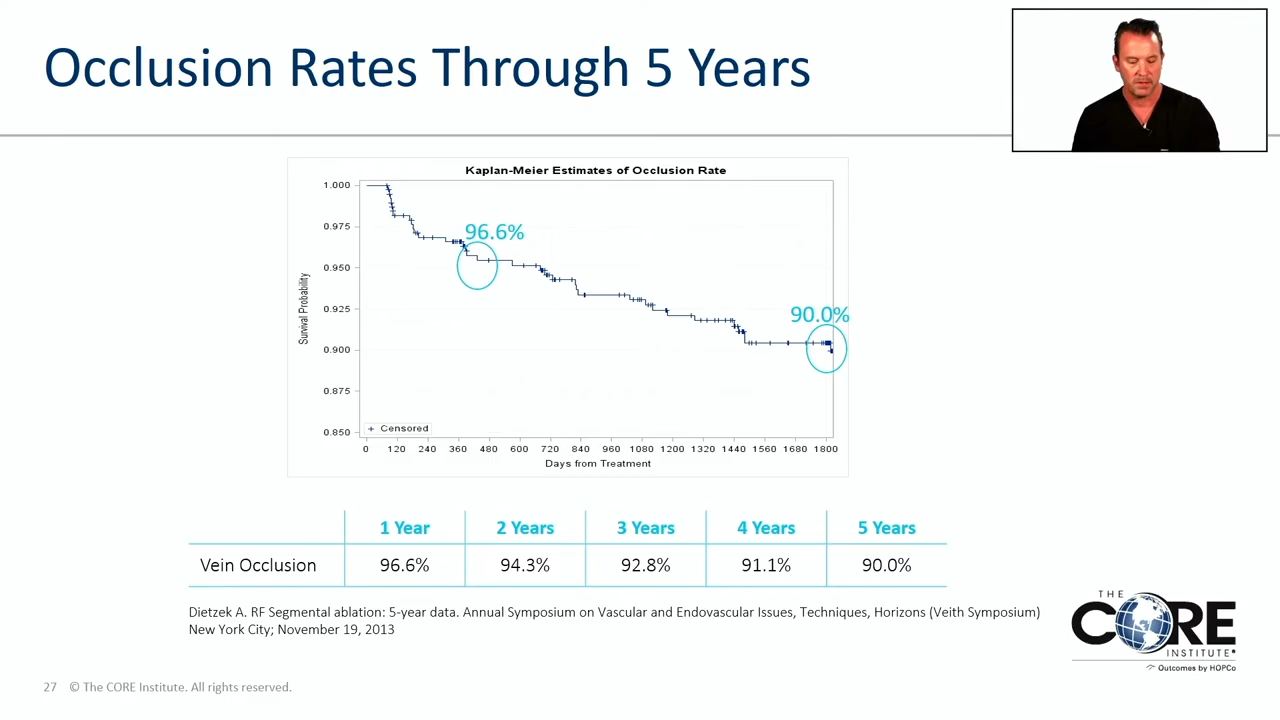 Occlusion Rates Through 5 Years
Kaplan-Meier Estimates of Occlusion Rate
1.000
0.975
0.950
0.925
0.900
0.875
0.850
Survival Probability
96.6%
90.0%
+ Censored
0 120 240 360 480 600 720 840 960 1080 1200 1320 1440 1560 1680 1800
Days from Treatment
1 Year 2 Years 3 Years 4 Years 5 Years
Vein Occlusion 96.6% 94.3% 92.8% 91.1% 90.0%
Dietzek A. RF Segmental ablation: 5-year data. Annual Symposium on Vascular and Endovascular Issues, Techniques, Horizons (Veith Symposium)
New York City; November 19, 2013
THE
CORE
INSTITUTE®
Outcomes by HOPCo
27 © The CORE Institute. All rights reserved.